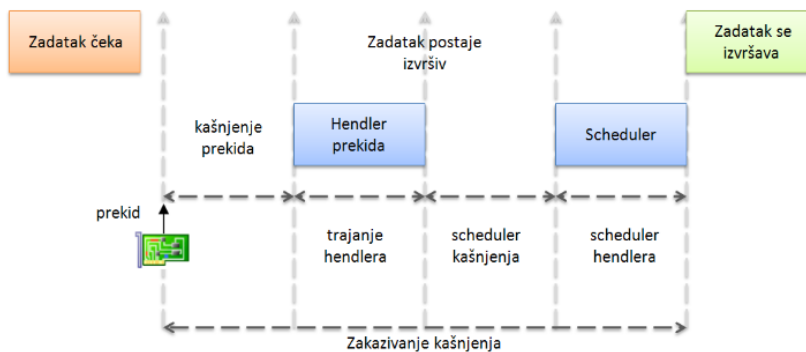 Zadatak čeka
Zadatak postaje
izvršiv
Zadatak se
izvršava
kašnjenje
prekida
Hendler
prekida
Scheduler
prekid
trajanje
hendlera
scheduler
kašnjenja
scheduler
hendlera
Zakazivanje kašnjenja